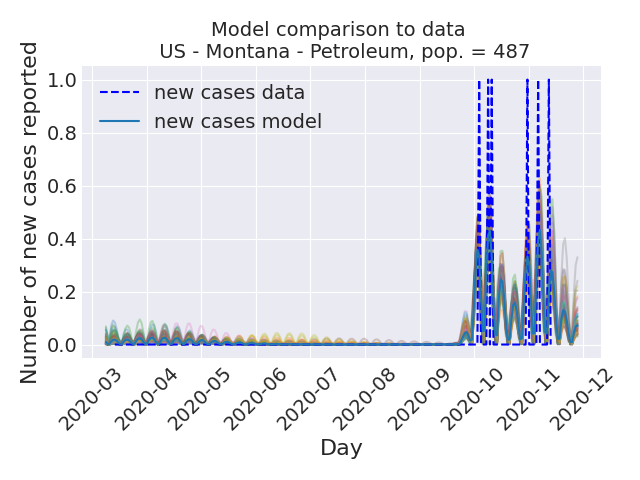 Model comparison to data
US - Montana - Petroleum, pop. = 487
Number of new cases reported
1.0
0.8
0.6
0.4
0.2
0.0
new cases data
new cases model
2020-03
2020-04
2020-05
2020-06
2020-07
2020-08
2020-09
2020-10
2020-11
2020-12
Day